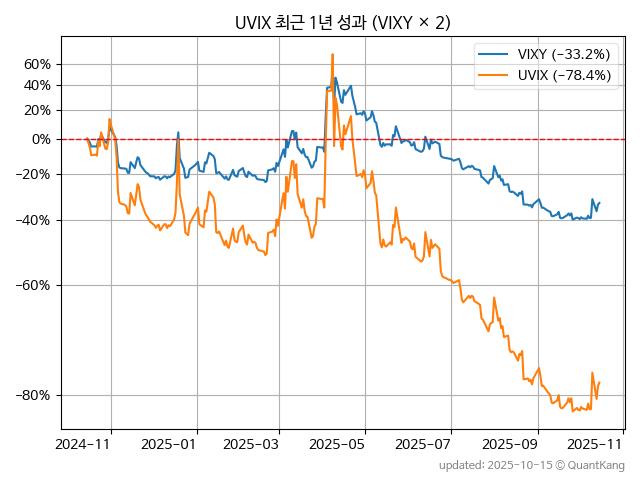 UVIX 최근 1년 성과 (VIXY × 2)
VIXY (−33.2%)
UVIX (−78.4%)
60%
40%
20%
0%
−20%
−40%
−60%
−80%
2024-11 2025-01 2025-03 2025-05 2025-07 2025-09 2025-11
updated: 2025-10-15 © QuantKang